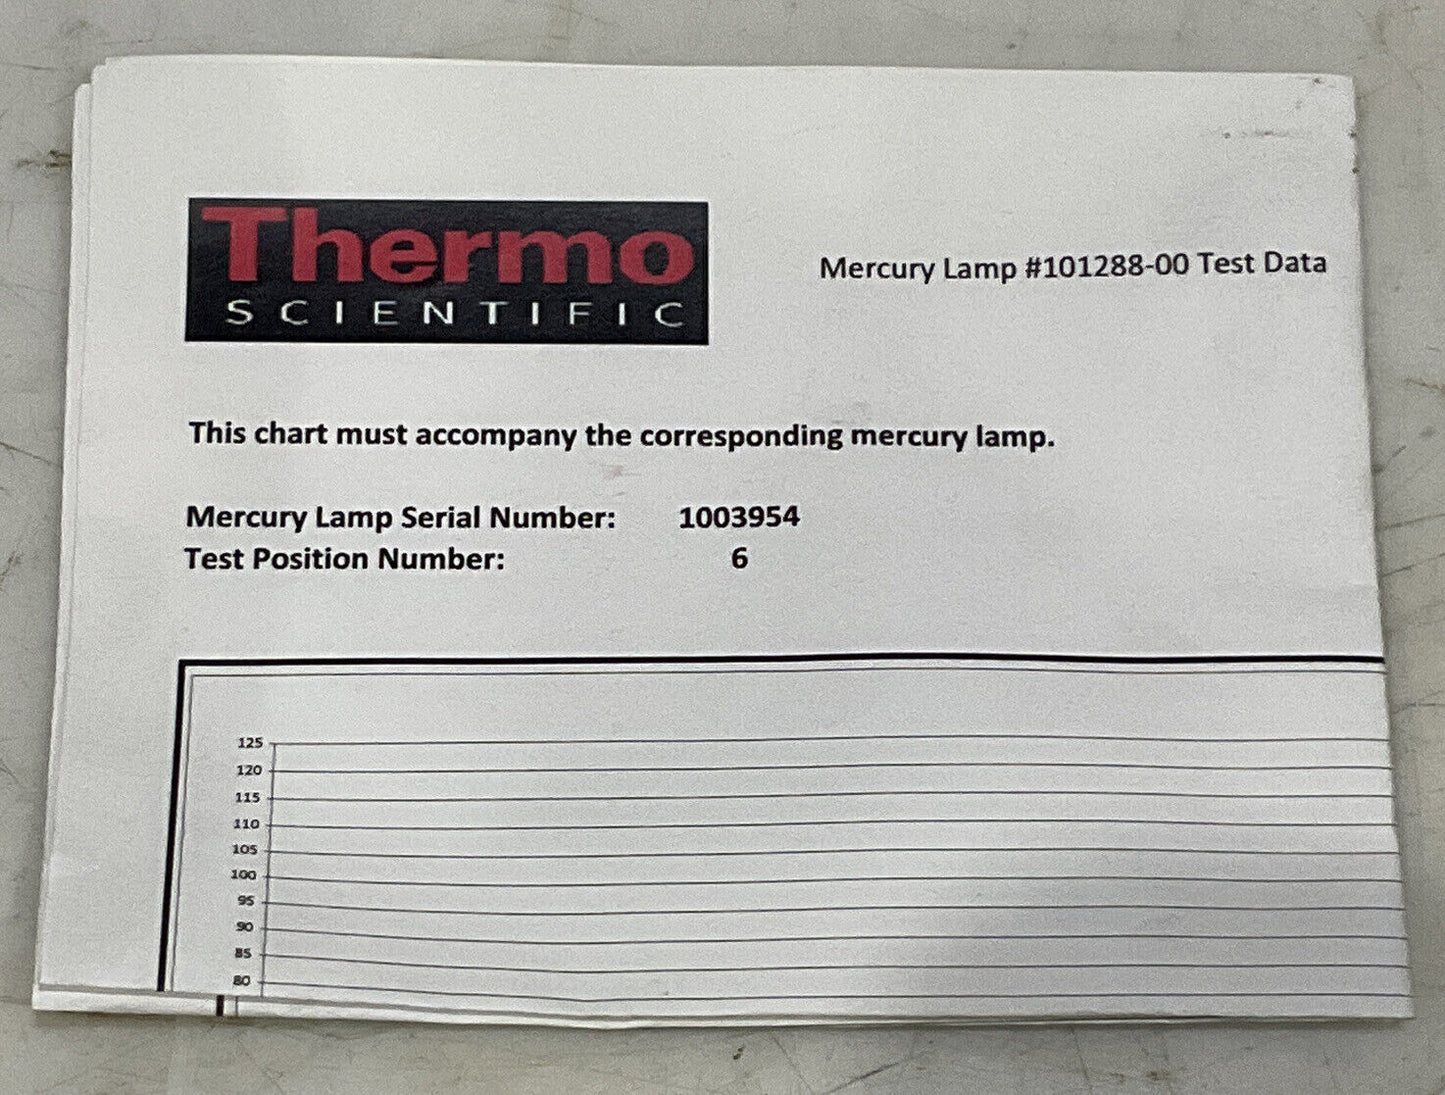 Thermo
SCIENTIFIC
Mercury Lamp #101288-00 Test Data
This chart must accompany the corresponding mercury lamp.
Mercury Lamp Serial Number: 1003954
Test Position Number: 6
125
120
115
110
105
100
95
90
85
80